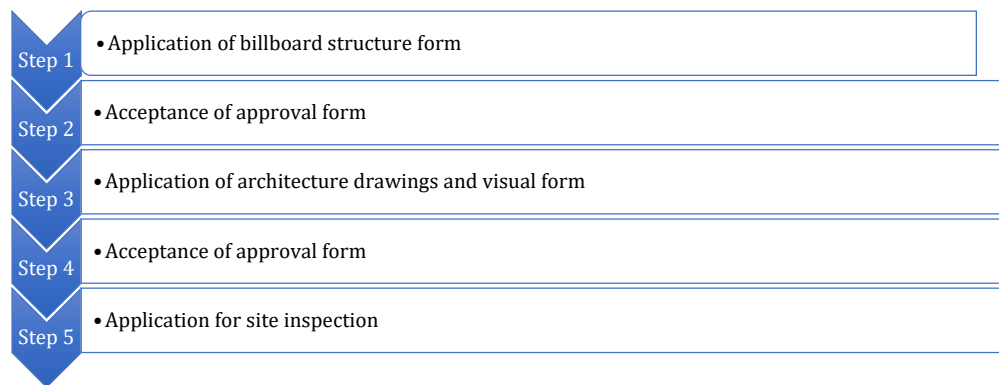 Step 1
•Application of billboard structure form
Step 2
•Acceptance of approval form
Step 3
•Application of architecture drawings and visual form
Step 4
•Acceptance of approval form
Step 5
•Application for site inspection